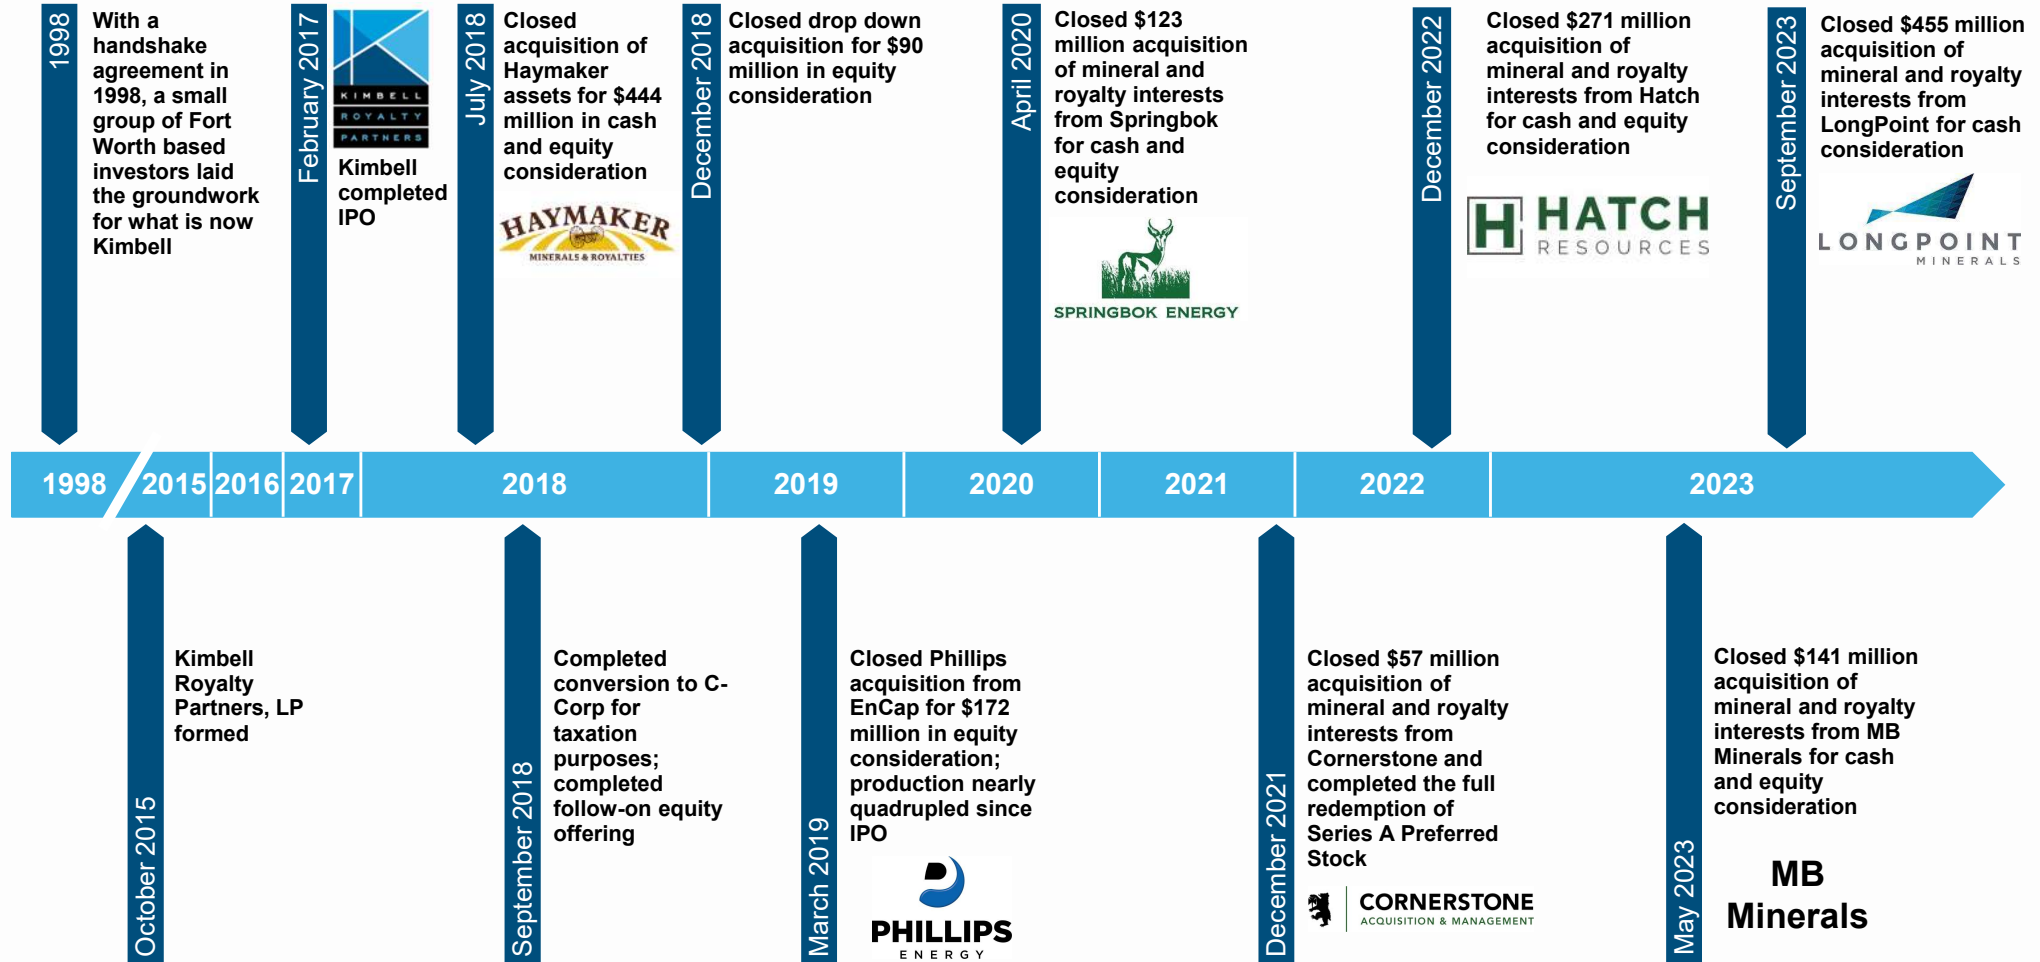 1998
With a
handshake
agreement in
1998, a small
group of Fort
Worth based
investors laid
the groundwork
for what is now
Kimbell
February 2017
KIMBELL
ROYALTY
PARTNERS
Kimbell
completed
IPO
July 2018
Closed
acquisition of
Haymaker
assets for $444
million in cash
and equity
consideration
HAYMAKER
MINERALS & ROYALTIES
December 2018
Closed drop down
acquisition for $90
million in equity
consideration
April 2020
Closed $123
million acquisition
of mineral and
royalty interests
from Springbok
for cash and
equity
consideration
SPRINGBOK ENERGY
December 2022
Closed $271 million
acquisition of
mineral and royalty
interests from Hatch
for cash and equity
consideration
H HATCH
RESOURCES
September 2023
Closed $455 million
acquisition of
mineral and royalty
interests from
LongPoint for cash
consideration
LONGPOINT
MINERALS
1998 2015 2016 2017 2018 2019 2020 2021 2022 2023
October 2015
Kimbell
Royalty
Partners, LP
formed
September 2018
Completed
conversion to C-
Corp for
taxation
purposes;
completed
follow-on equity
offering
March 2019
Closed Phillips
acquisition from
EnCap for $172
million in equity
consideration;
production nearly
quadrupled since
IPO
PHILLIPS
ENERGY
December 2021
Closed $57 million
acquisition of
mineral and royalty
interests from
Cornerstone and
completed the full
redemption of
Series A Preferred
Stock
CORNERSTONE
ACQUISITION & MANAGEMENT
May 2023
Closed $141 million
acquisition of
mineral and royalty
interests from MB
Minerals for cash
and equity
consideration
MB
Minerals